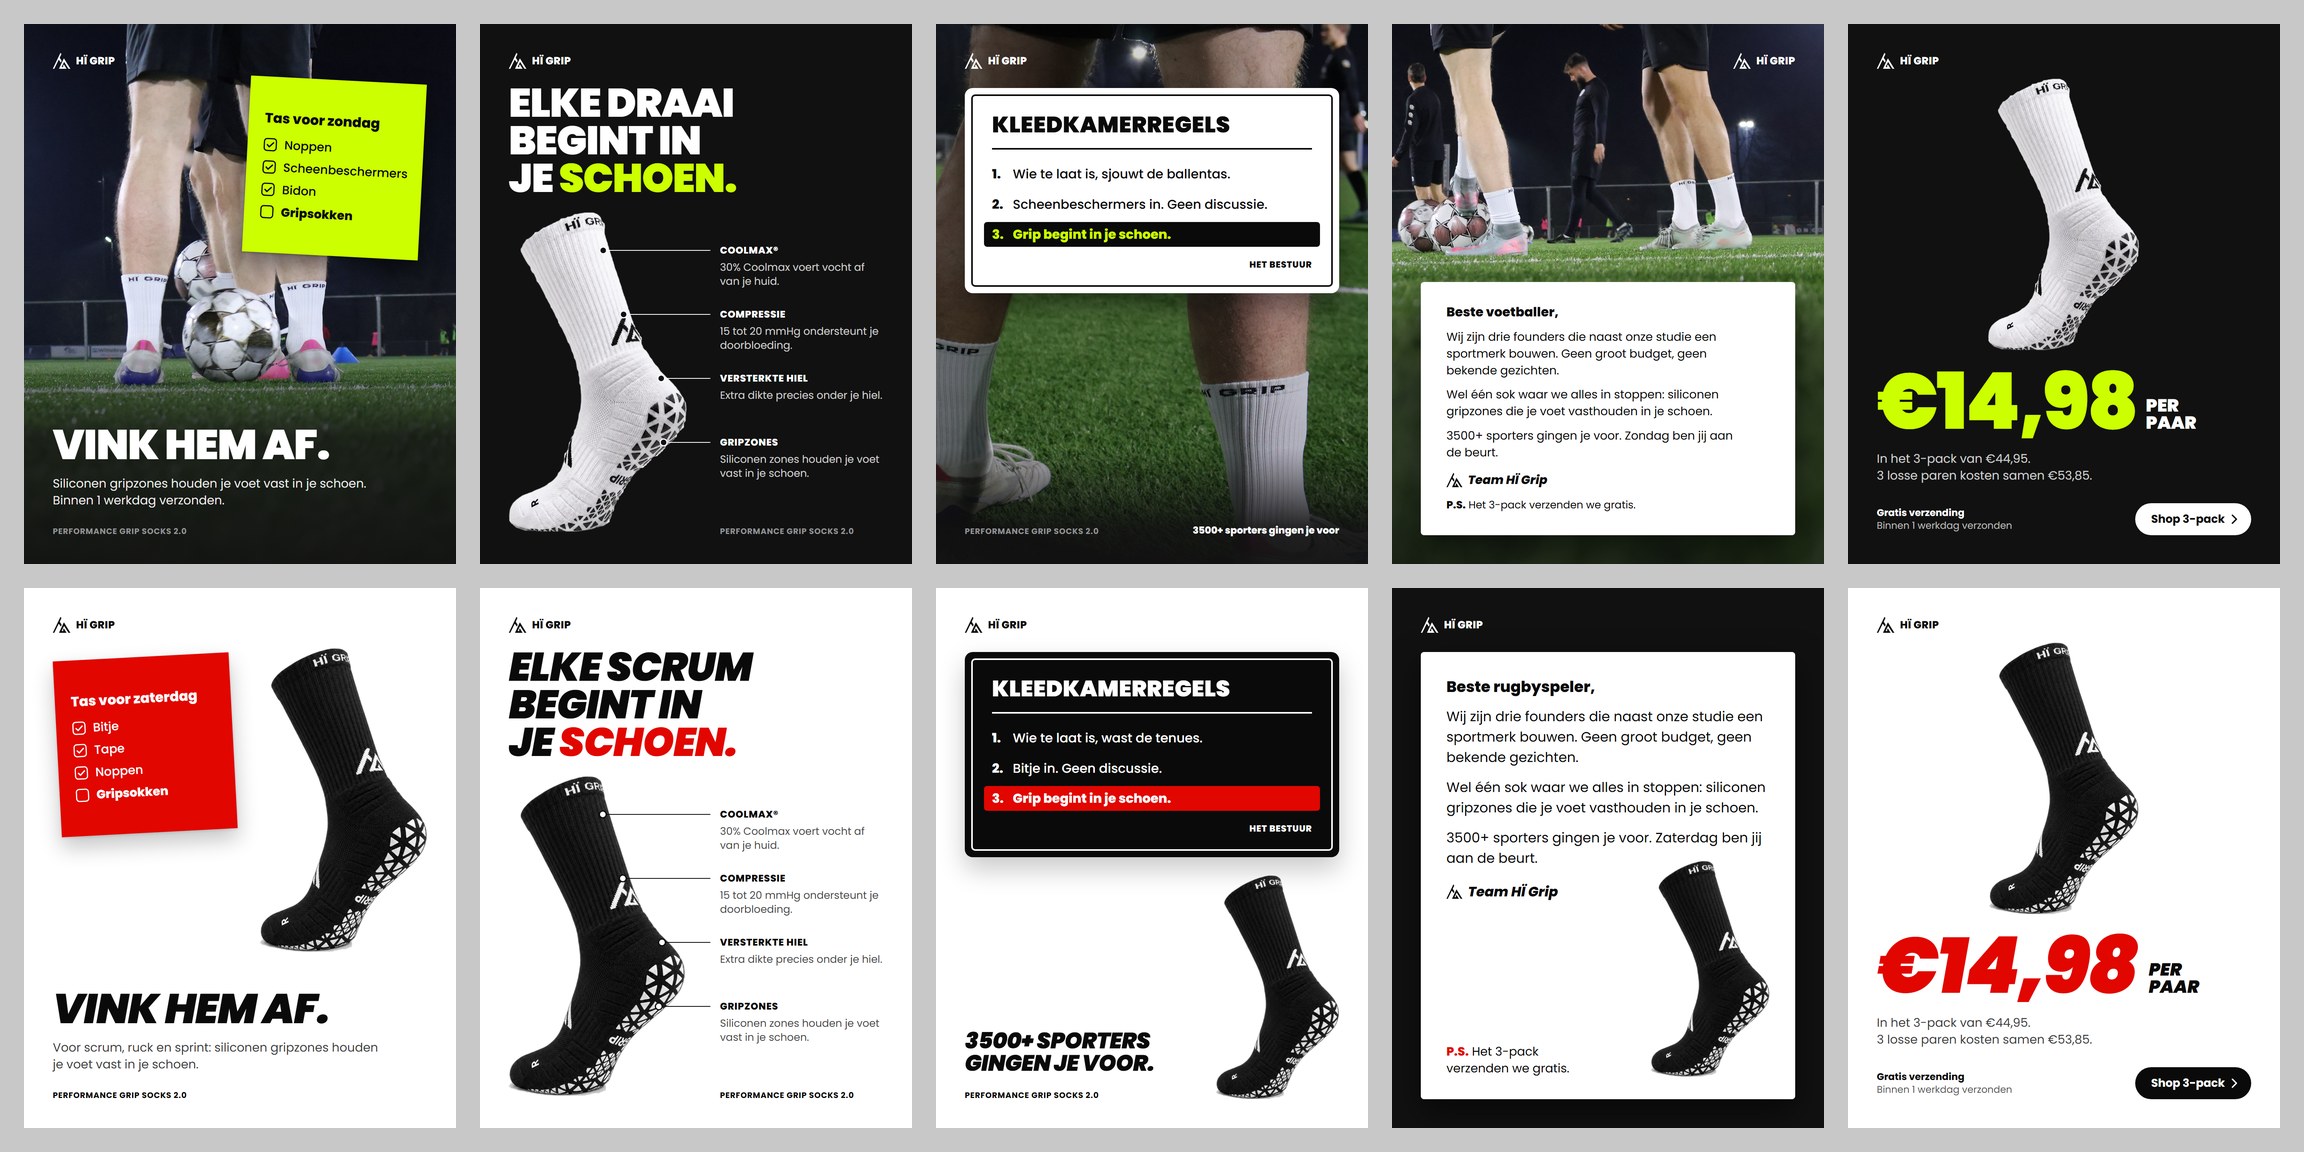 HÏ GRIP
Tas voor zondag
Noppen
Scheenbeschermers
Bidon
Gripsokken
HÏ GRIP
VINK HEM AF.
Siliconen gripzones houden je voet vast in je schoen.
Binnen 1 werkdag verzonden.
PERFORMANCE GRIP SOCKS 2.0
HÏ GRIP
ELKE DRAAI
BEGINT IN
JE SCHOEN.
HÏ GR
COOLMAX®
30% Coolmax voert vocht af
van je huid.
COMPRESSIE
15 tot 20 mmHg ondersteunt je
doorbloeding.
VERSTERKTE HIEL
Extra dikte precies onder je hiel.
GRIPZONES
Siliconen zones houden je voet
vast in je schoen.
R
PERFORMANCE GRIP SOCKS 2.0
HÏ GRIP
KLEEDKAMERREGELS
1. Wie te laat is, sjouwt de ballentas.
2. Scheenbeschermers in. Geen discussie.
3. Grip begint in je schoen.
HET BESTUUR
GRIP
HÏ GRIP
PERFORMANCE GRIP SOCKS 2.0
3500+ sporters gingen je voor
HÏ GRIP
Beste voetballer,
Wij zijn drie founders die naast onze studie een
sportmerk bouwen. Geen groot budget, geen
bekende gezichten.
Wel één sok waar we alles in stoppen: siliconen
gripzones die je voet vasthouden in je schoen.
3500+ sporters gingen je voor. Zondag ben jij aan
de beurt.
Team HÏ Grip
P.S. Het 3-pack verzenden we gratis.
HÏ GRIP
HÏ GR
R
€14,98 PER
PAAR
In het 3-pack van €44,95.
3 losse paren kosten samen €53,85.
Gratis verzending
Binnen 1 werkdag verzonden
Shop 3-pack
HÏ GRIP
Tas voor zaterdag
Bitje
Tape
Noppen
Gripsokken
HÏ GR
R
VINK HEM AF.
Voor scrum, ruck en sprint: siliconen gripzones houden
je voet vast in je schoen.
PERFORMANCE GRIP SOCKS 2.0
HÏ GRIP
ELKE SCRUM
BEGINT IN
JE SCHOEN.
HÏ GR
COOLMAX®
30% Coolmax voert vocht af
van je huid.
COMPRESSIE
15 tot 20 mmHg ondersteunt je
doorbloeding.
VERSTERKTE HIEL
Extra dikte precies onder je hiel.
GRIPZONES
Siliconen zones houden je voet
vast in je schoen.
R
PERFORMANCE GRIP SOCKS 2.0
HÏ GRIP
KLEEDKAMERREGELS
1. Wie te laat is, wast de tenues.
2. Bitje in. Geen discussie.
3. Grip begint in je schoen.
HET BESTUUR
HÏ GR
R
3500+ SPORTERS
GINGEN JE VOOR.
PERFORMANCE GRIP SOCKS 2.0
HÏ GRIP
Beste rugbyspeler,
Wij zijn drie founders die naast onze studie een
sportmerk bouwen. Geen groot budget, geen
bekende gezichten.
Wel één sok waar we alles in stoppen: siliconen
gripzones die je voet vasthouden in je schoen.
3500+ sporters gingen je voor. Zaterdag ben jij
aan de beurt.
Team HÏ Grip
HÏ GR
R
P.S. Het 3-pack
verzenden we gratis.
HÏ GRIP
HÏ GR
R
€14,98 PER
PAAR
In het 3-pack van €44,95.
3 losse paren kosten samen €53,85.
Gratis verzending
Binnen 1 werkdag verzonden
Shop 3-pack